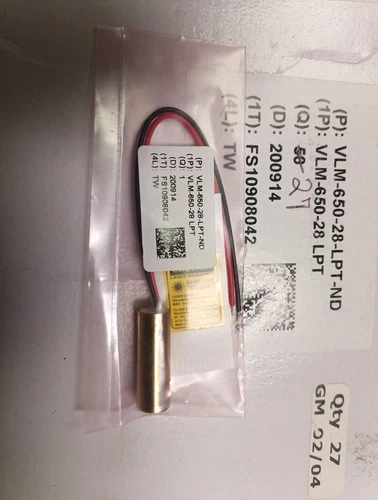 (P): VLM-650-28-LPT-ND
(1P): VLM-650-28 LPT
(Q): 1
(D): 200914
(1T): FS10908042
(4L): TW
(P): VLM-650-28-LPT-ND
(1P): VLM-650-28 LPT
(Q): 50 27
(D): 200914
(1T): FS10908042
(4L): TW
Qty 27
GM 02/04